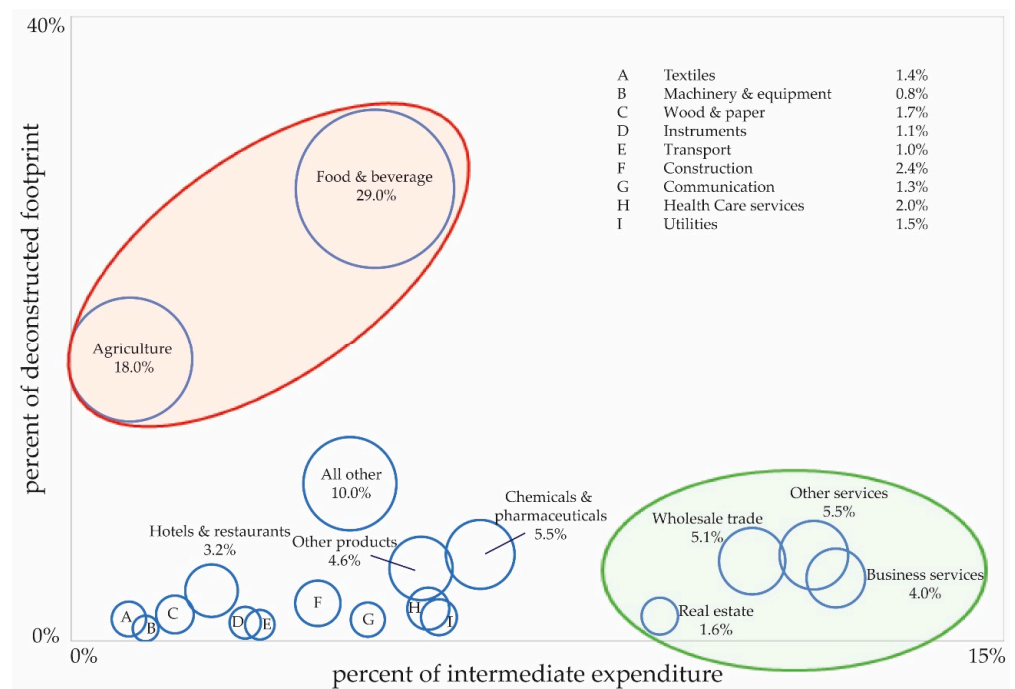 40%
A Textiles 1.4%
B Machinery & equipment 0.8%
C Wood & paper 1.7%
D Instruments 1.1%
E Transport 1.0%
F Construction 2.4%
G Communication 1.3%
H Health Care services 2.0%
I Utilities 1.5%
percent of deconstructed footprint
Food & beverage
29.0%
Agriculture
18.0%
All other
10.0%
Chemicals &
pharmaceuticals
5.5%
Hotels & restaurants
3.2%
Other products
4.6%
Other services
5.5%
Wholesale trade
5.1%
Business services
4.0%
Real estate
1.6%
A
B
C
D
E
F
G
H
I
0%
0%
15%
percent of intermediate expenditure